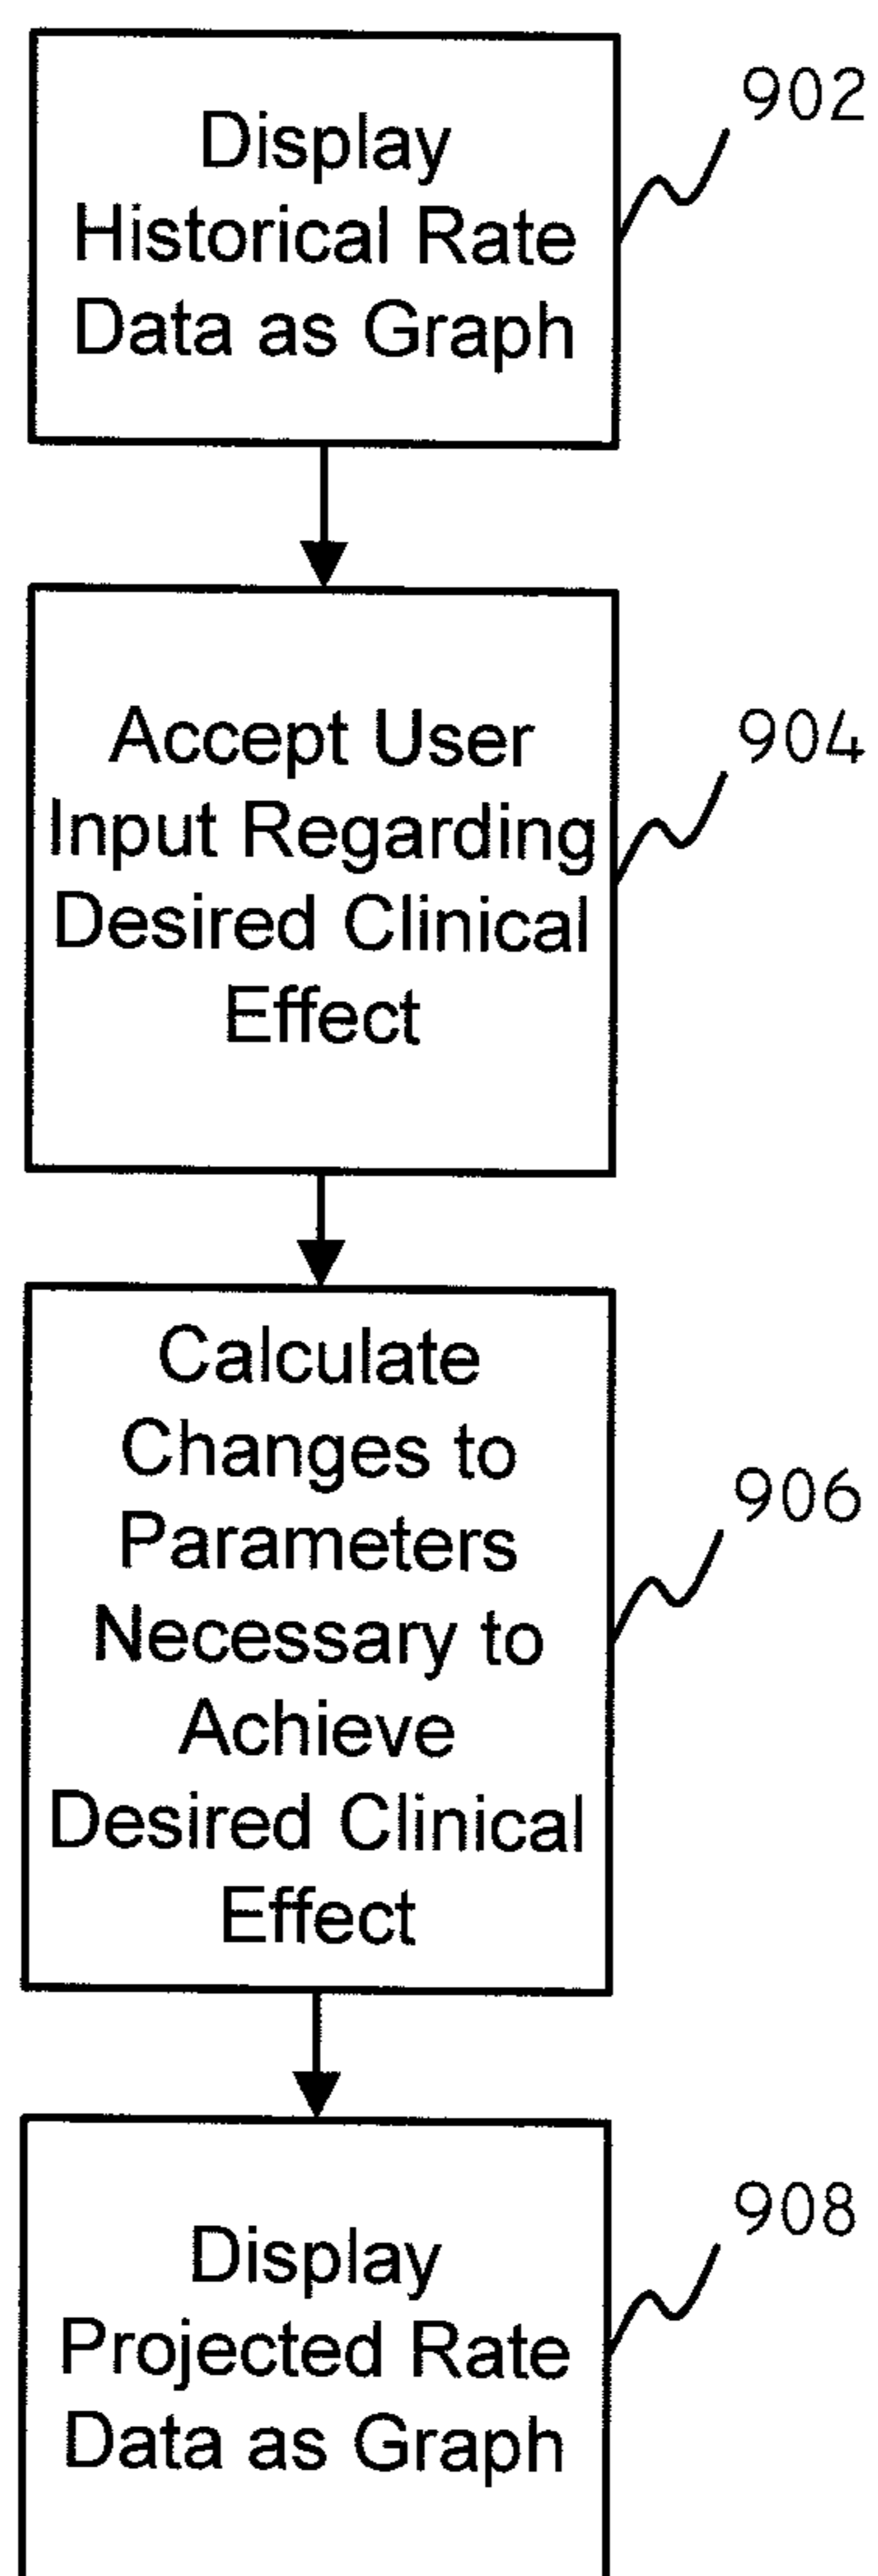 Display
Historical Rate
Data as Graph
902
Accept User
Input Regarding
Desired Clinical
Effect
904
Calculate
Changes to
Parameters
Necessary to
Achieve
Desired Clinical
Effect
906
Display
Projected Rate
Data as Graph
908